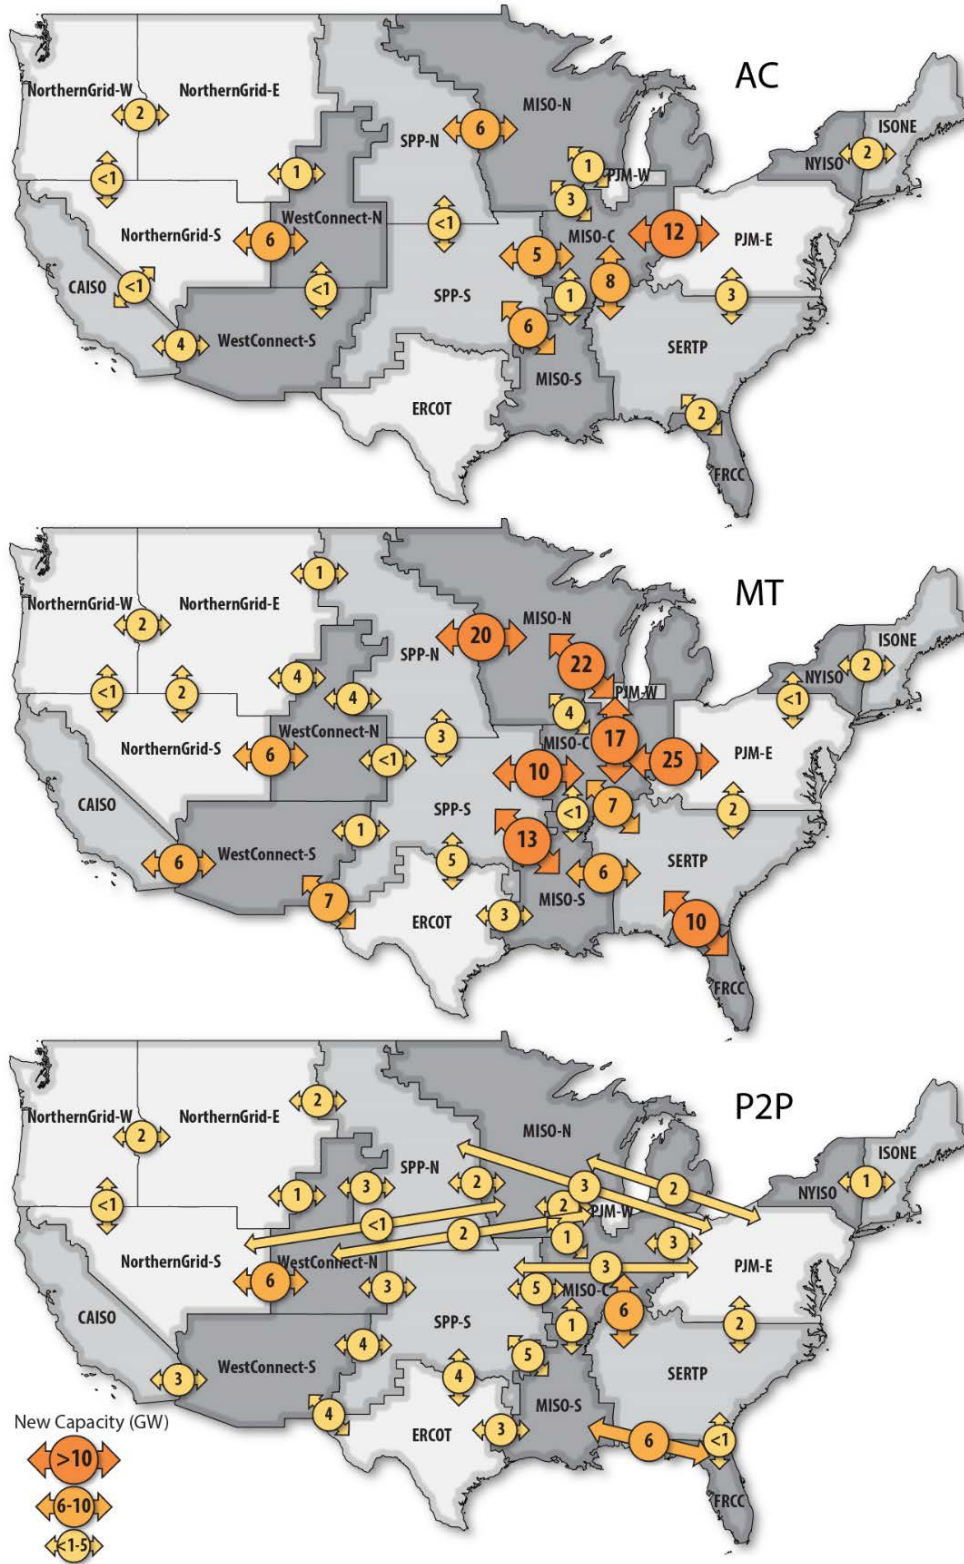 AC
NorthernGrid-W
NorthernGrid-E
MISO-N
ISONE
2
6
SPP-N
2
NYISO
<1
1
1
PJM-W
3
WestConnect-N
NorthernGrid-S
6
<1
MISO-C
12
PJM-E
CAISO
5
<1
<1
8
1
3
SPP-S
4
WestConnect-S
6
SERTP
MISO-S
ERCOT
2
FRCC
MT
1
NorthernGrid-W
NorthernGrid-E
MISO-N
2
20
ISONE
SPP-N
22
2
NYISO
4
PJM-W
<1
2
4
<1
4
WestConnect-N
3
MISO-C
17
NorthernGrid-S
6
<1
10
25
PJM-E
CAISO
SPP-S
<1
7
2
1
13
WestConnect-S
6
5
6
SERTP
7
MISO-S
ERCOT
3
10
FRCC
P2P
NorthernGrid-W
NorthernGrid-E
2
MISO-N
2
ISONE
SPP-N
1
NYISO
<1
1
3
2
3
2
2
PJM-W
<1
2
1
3
NorthernGrid-S
WestConnect-N
3
PJM-E
6
3
5
MISO-C
CAISO
6
SPP-S
1
2
4
5
WestConnect-S
SERTP
3
4
MISO-S
4
New Capacity (GW)
ERCOT
3
6
<1
>10
FRCC
6-10
<1-5